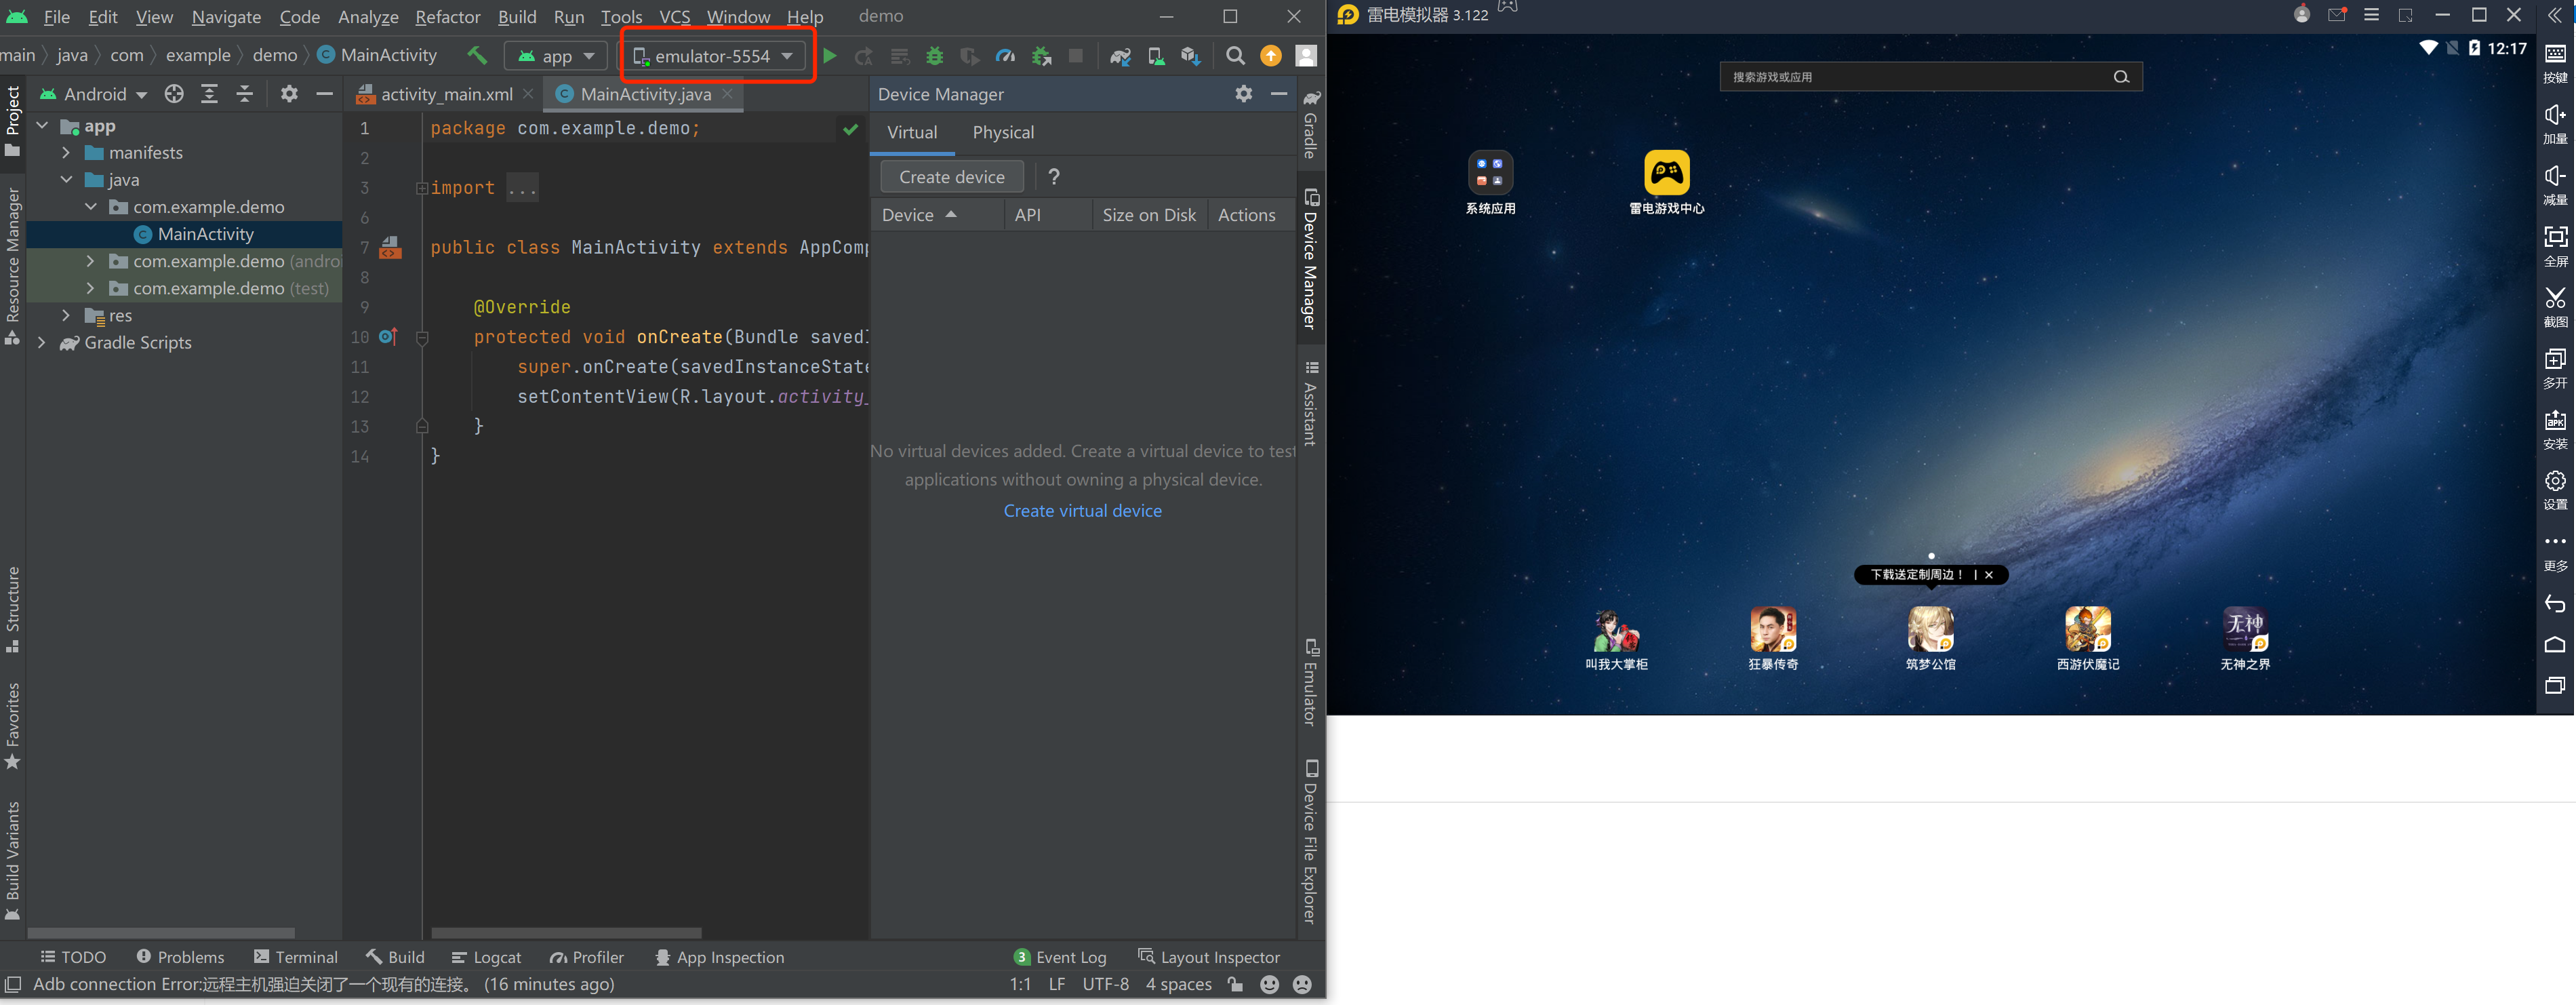 File Edit View Navigate Code Analyze Refactor Build Run Tools VCS Window Help demo
main java com example demo MainActivity app emulator-5554
Project
Resource Manager
Structure
Favorites
Build Variants
Android
app
manifests
java
com.example.demo
MainActivity
com.example.demo (androi
com.example.demo (test)
res
Gradle Scripts
activity_main.xml MainActivity.java
1 package com.example.demo;
2
3 import ...
6
7 public class MainActivity extends AppComp
8
9 @Override
10 protected void onCreate(Bundle savedI
11 super.onCreate(savedInstanceState
12 setContentView(R.layout.activity_
13 }
14 }
Device Manager
Virtual Physical
Create device ?
Device API Size on Disk Actions
No virtual devices added. Create a virtual device to test
applications without owning a physical device.
Create virtual device
Gradle
Device Manager
Assistant
Emulator
Device File Explorer
TODO Problems Terminal Build Logcat Profiler App Inspection 3 Event Log Layout Inspector
Adb connection Error:远程主机强迫关闭了一个现有的连接。 (16 minutes ago) 1:1 LF UTF-8 4 spaces
雷电模拟器 3.122
12:17
搜索游戏或应用
系统应用
雷电游戏中心
下载送定制周边！
叫我大掌柜
狂暴传奇
筑梦公馆
西游伏魔记
无神
无神之界
按键
加量
减量
全屏
截图
多开
APK
安装
设置
更多